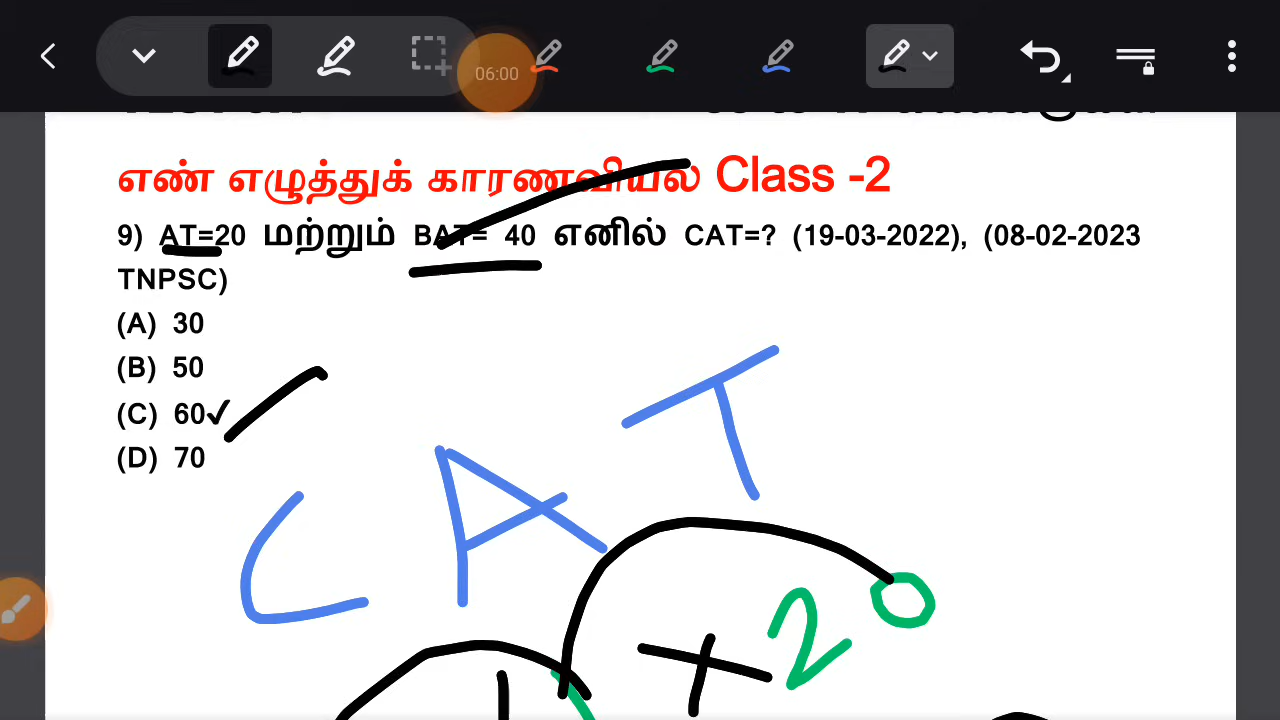 06:00
எண் எழுத்துக் காரணவியல் Class -2
9) AT=20 மற்றும் BAT= 40 எனில் CAT=? (19-03-2022), (08-02-2023
TNPSC)
(A) 30
(B) 50
(C) 60✓
(D) 70
CAT
+ 20